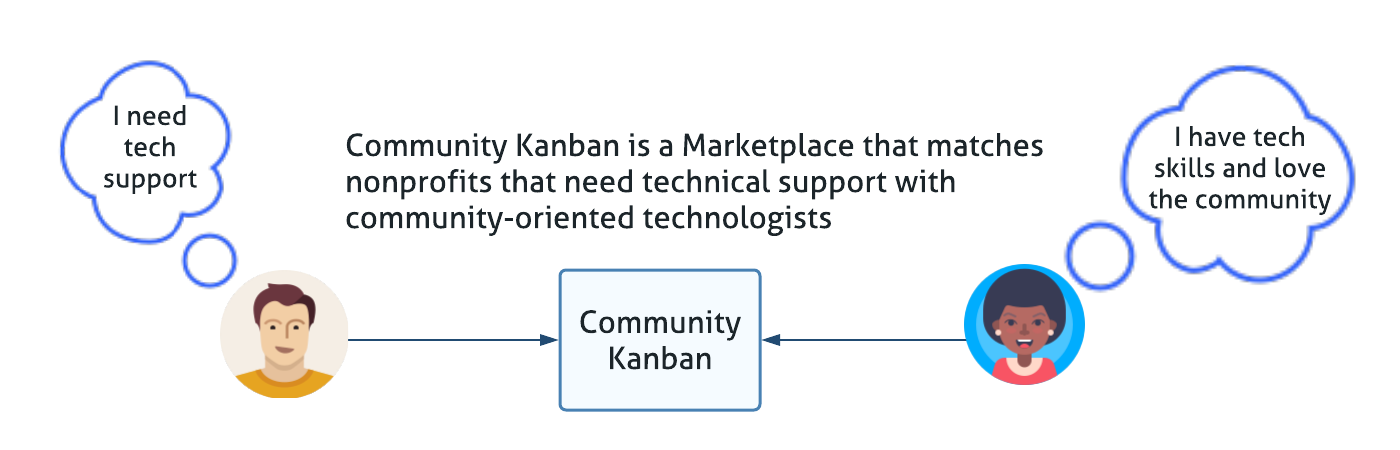 I need
tech
support
Community Kanban is a Marketplace that matches
nonprofits that need technical support with
community-oriented technologists
I have tech
skills and love
the community
Community
Kanban